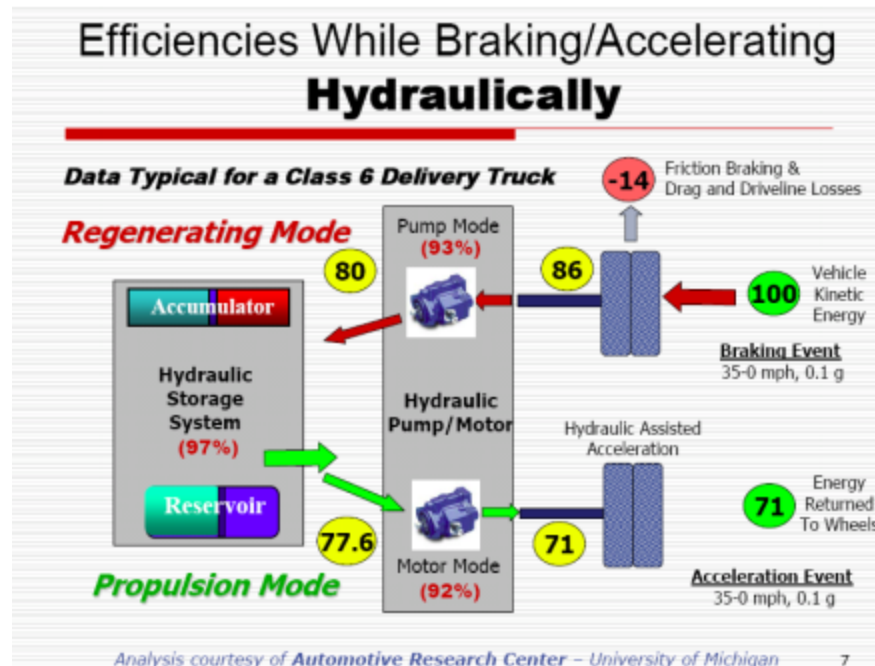 Efficiencies While Braking/Accelerating
Hydraulically
Data Typical for a Class 6 Delivery Truck
-14
Friction Braking &
Drag and Driveline Losses
Regenerating Mode
Pump Mode
(93%)
80
86
100
Vehicle
Kinetic
Energy
Accumulator
Braking Event
35-0 mph, 0.1 g
Hydraulic
Storage
System
(97%)
Hydraulic
Pump/Motor
Hydraulic Assisted
Acceleration
Reservoir
77.6
71
71
Energy
Returned
To Wheels
Motor Mode
(92%)
Propulsion Mode
Acceleration Event
35-0 mph, 0.1 g
Analysis courtesy of Automotive Research Center – University of Michigan
7